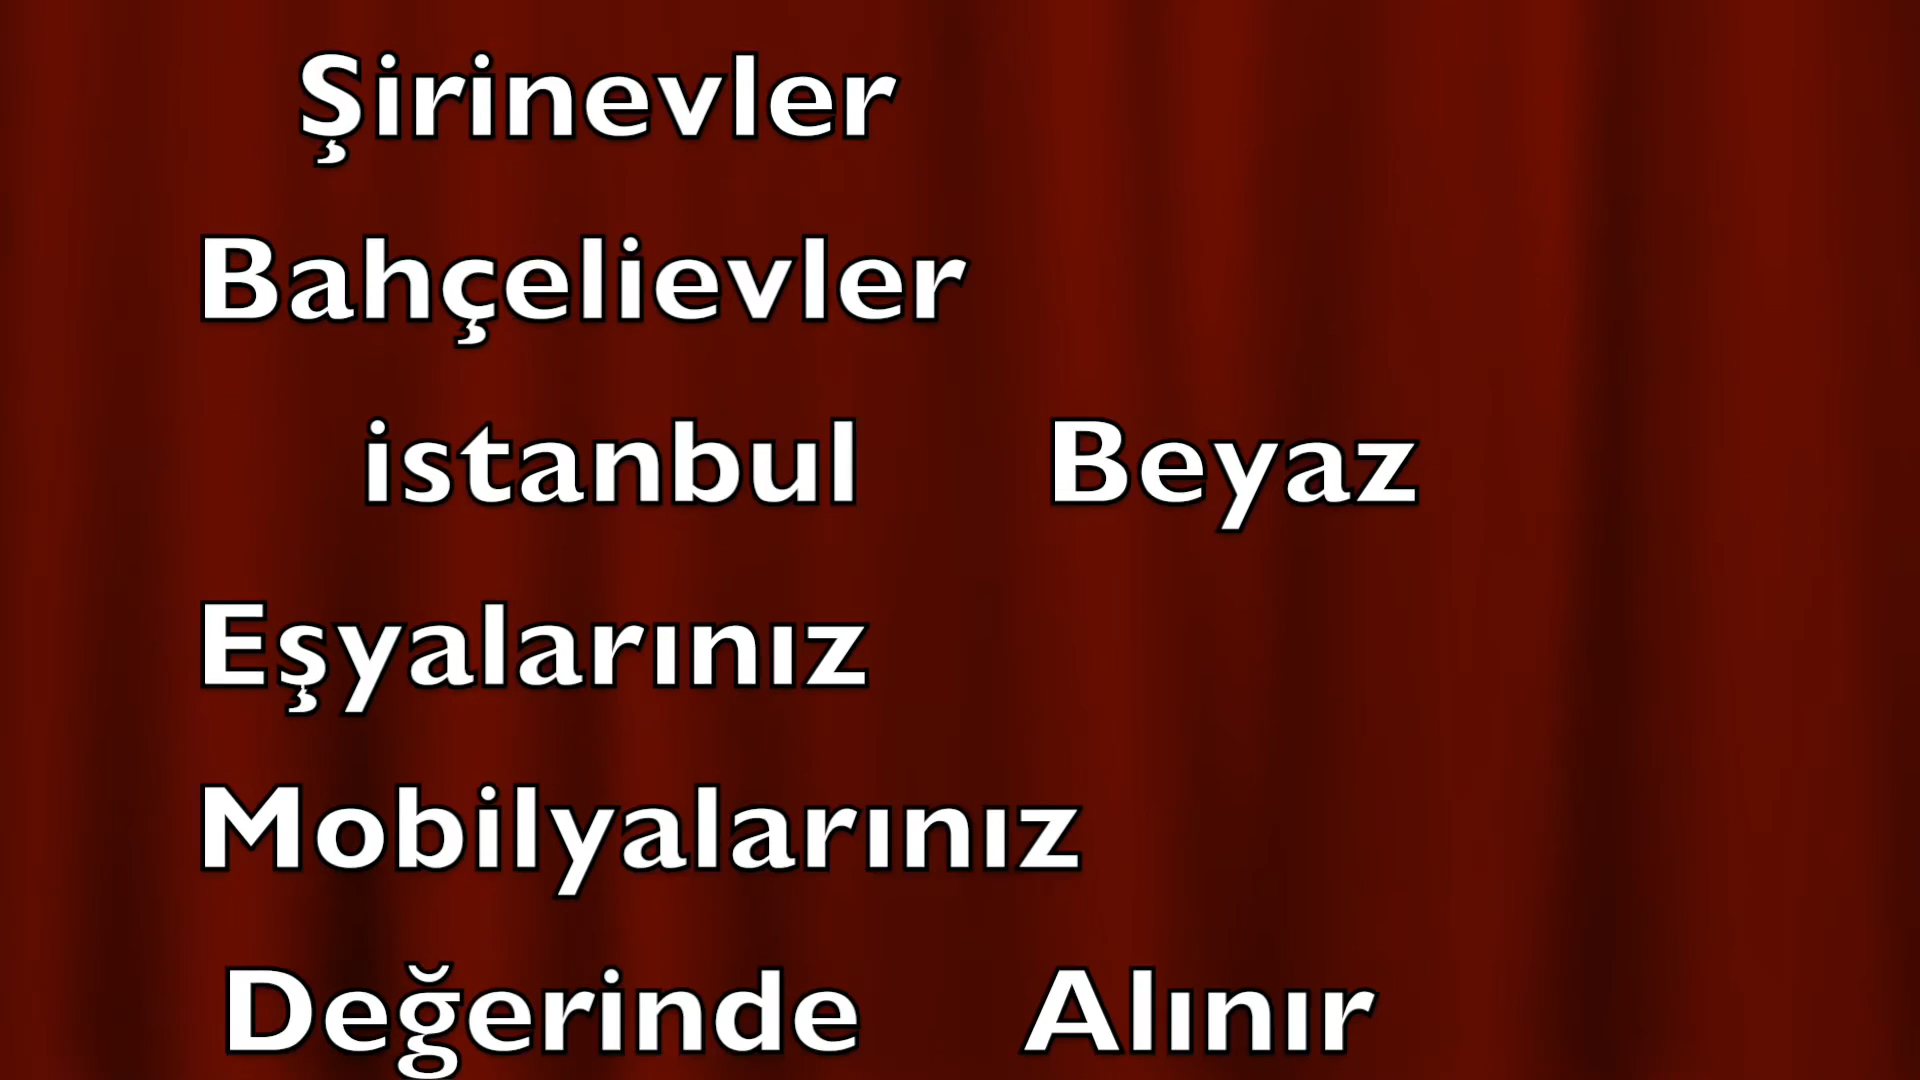 Şirinevler
Bahçelievler
istanbul Beyaz
Eşyalarınız
Mobilyalarınız
Değerinde Alınır